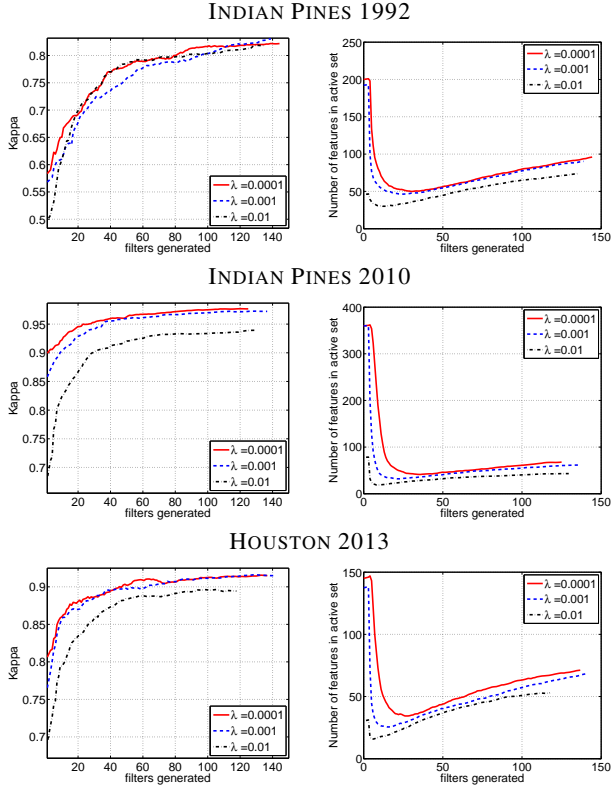 INDIAN PINES 1992
Kappa
0.8
0.75
0.7
0.65
0.6
0.55
0.5
20 40 60 80 100 120 140
filters generated
λ =0.0001
λ =0.001
λ =0.01
Number of features in active set
250
200
150
100
50
0
0 50 100 150
filters generated
λ =0.0001
λ =0.001
λ =0.01
INDIAN PINES 2010
Kappa
0.95
0.9
0.85
0.8
0.75
0.7
20 40 60 80 100 120 140
filters generated
λ =0.0001
λ =0.001
λ =0.01
Number of features in active set
400
300
200
100
0
0 50 100 150
filters generated
λ =0.0001
λ =0.001
λ =0.01
HOUSTON 2013
Kappa
0.9
0.85
0.8
0.75
0.7
20 40 60 80 100 120 140
filters generated
λ =0.0001
λ =0.001
λ =0.01
Number of features in active set
150
100
50
0
0 50 100 150
filters generated
λ =0.0001
λ =0.001
λ =0.01